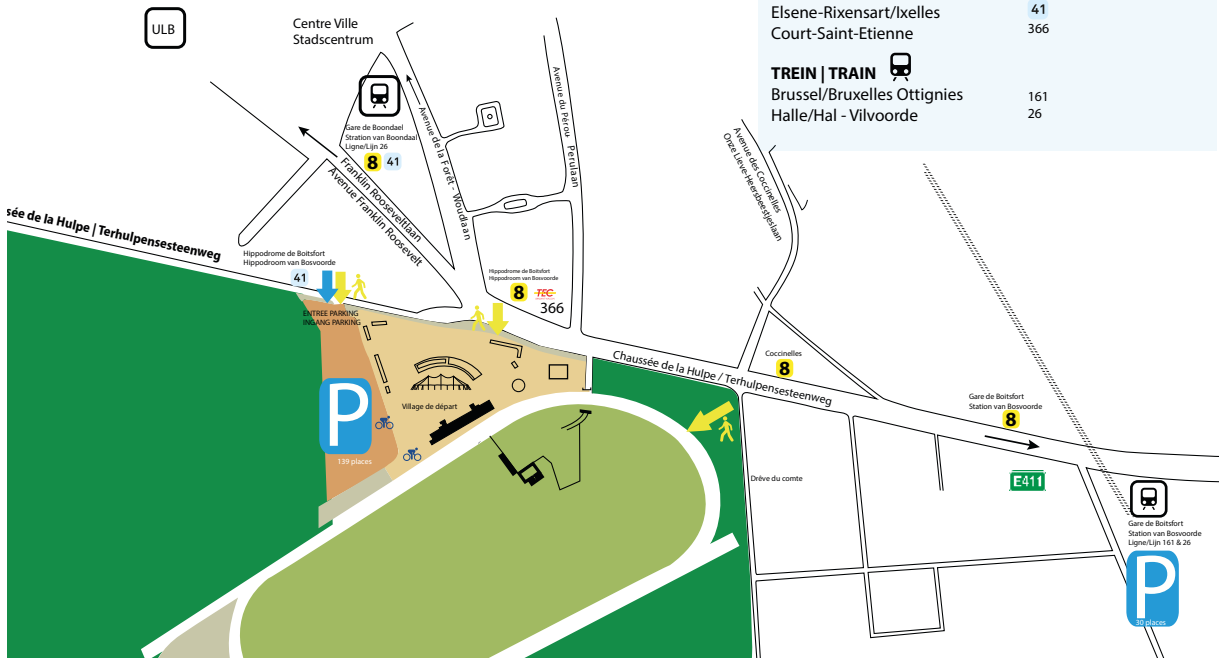 ULB
Centre Ville
Stadscentrum
Elsene-Rixensart/Ixelles 41
Court-Saint-Etienne 366
TREIN | TRAIN
Brussel/Bruxelles Ottignies 161
Halle/Hal - Vilvoorde 26
Gare de Boondael
Stration van Boondaal
Ligne/Lijn 26
8 41
Avenue de la Forêt - Woudlaan
Avenue du Pérou - Perulaan
Avenue des Coccinelles
Onze Lieve-Heersbeestjeslaan
Franklin Rooseveltlaan
Avenue Franklin Roosevelt
sée de la Hulpe | Terhulpensesteenweg
Hippodrome de Boitsfort
Hippodroom van Bosvoorde
41
ENTREE PARKING
INGANG PARKING
Hippodrome de Boitsfort
Hippodroom van Bosvoorde
8 TEC
366
Chaussée de la Hulpe / Terhulpensesteenweg
Coccinelles
8
P
139 places
Village de départ
Gare de Boitsfort
Station van Bosvoorde
8
Drêve du comte
E411
Gare de Boitsfort
Station van Bosvoorde
Ligne/Lijn 161 & 26
P
30 places